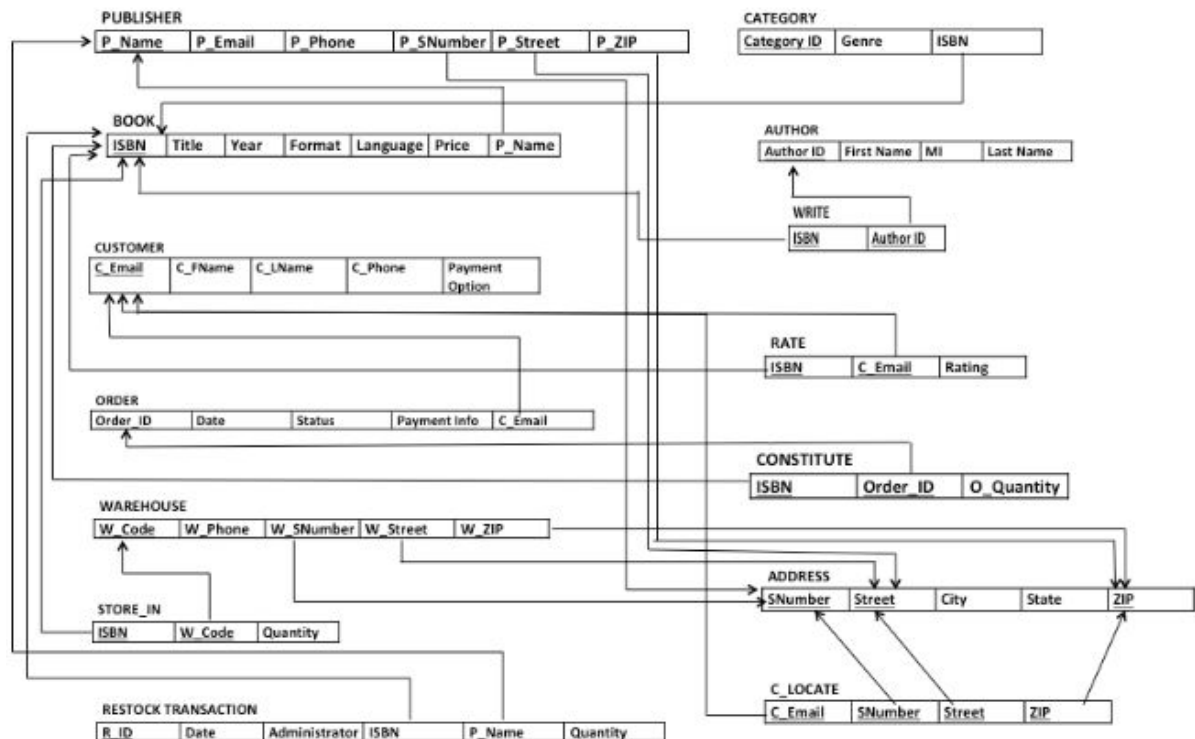 PUBLISHER
P_Name P_Email P_Phone P_SNumber P_Street P_ZIP
CATEGORY
Category ID Genre ISBN
BOOK
ISBN Title Year Format Language Price P_Name
AUTHOR
Author ID First Name MI Last Name
WRITE
ISBN Author ID
CUSTOMER
C_Email C_FName C_LName C_Phone Payment
Option
RATE
ISBN C_Email Rating
ORDER
Order_ID Date Status Payment Info C_Email
CONSTITUTE
ISBN Order_ID O_Quantity
WAREHOUSE
W_Code W_Phone W_SNumber W_Street W_ZIP
ADDRESS
SNumber Street City State ZIP
STORE_IN
ISBN W_Code Quantity
C_LOCATE
C_Email SNumber Street ZIP
RESTOCK TRANSACTION
R_ID Date Administrator ISBN P_Name Quantity